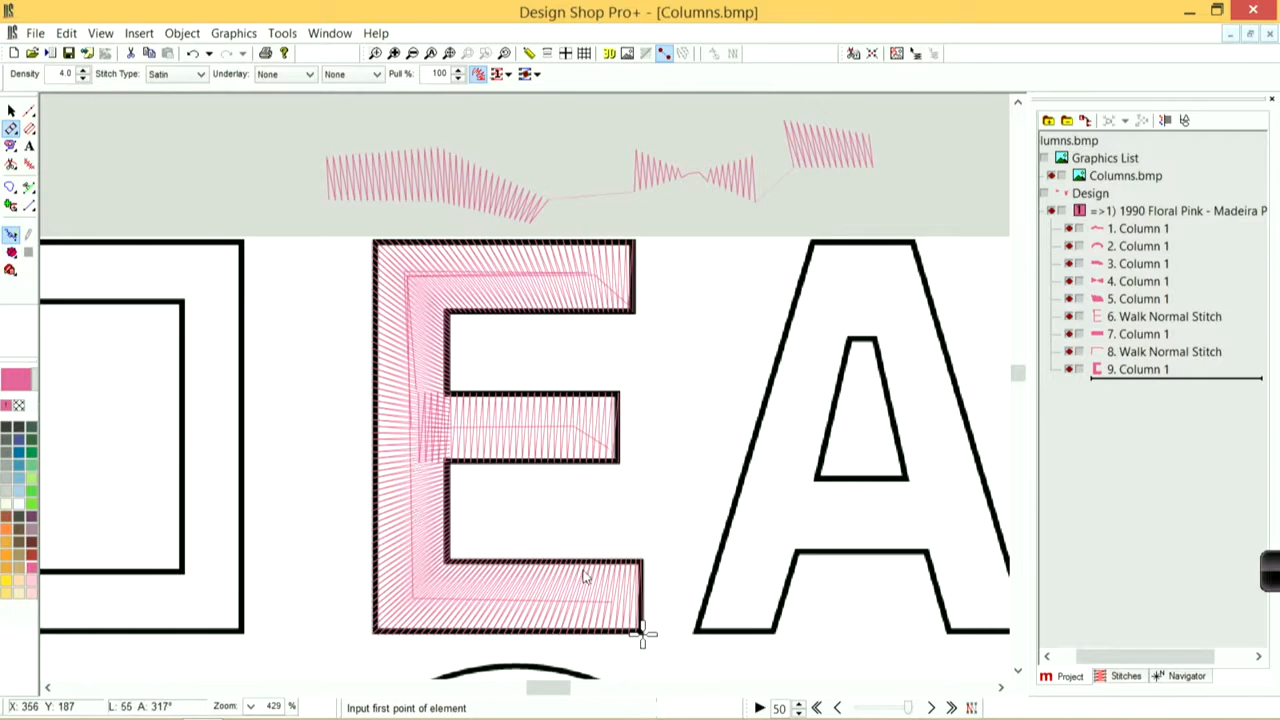 Design Shop Pro+ - [Columns.bmp]
File Edit View Insert Object Graphics Tools Window Help
Density 4.0 Stitch Type: Satin Underlay: None None Pull % 100
lumns.bmp
Graphics List
Columns.bmp
Design
=>1) 1990 Floral Pink - Madeira P
1. Column 1
2. Column 1
3. Column 1
4. Column 1
5. Column 1
6. Walk Normal Stitch
7. Column 1
8. Walk Normal Stitch
9. Column 1
E A
Project Stitches Navigator
X: 356 Y: 187 L: 55 A: 317° Zoom: 429 % Input first point of element 50